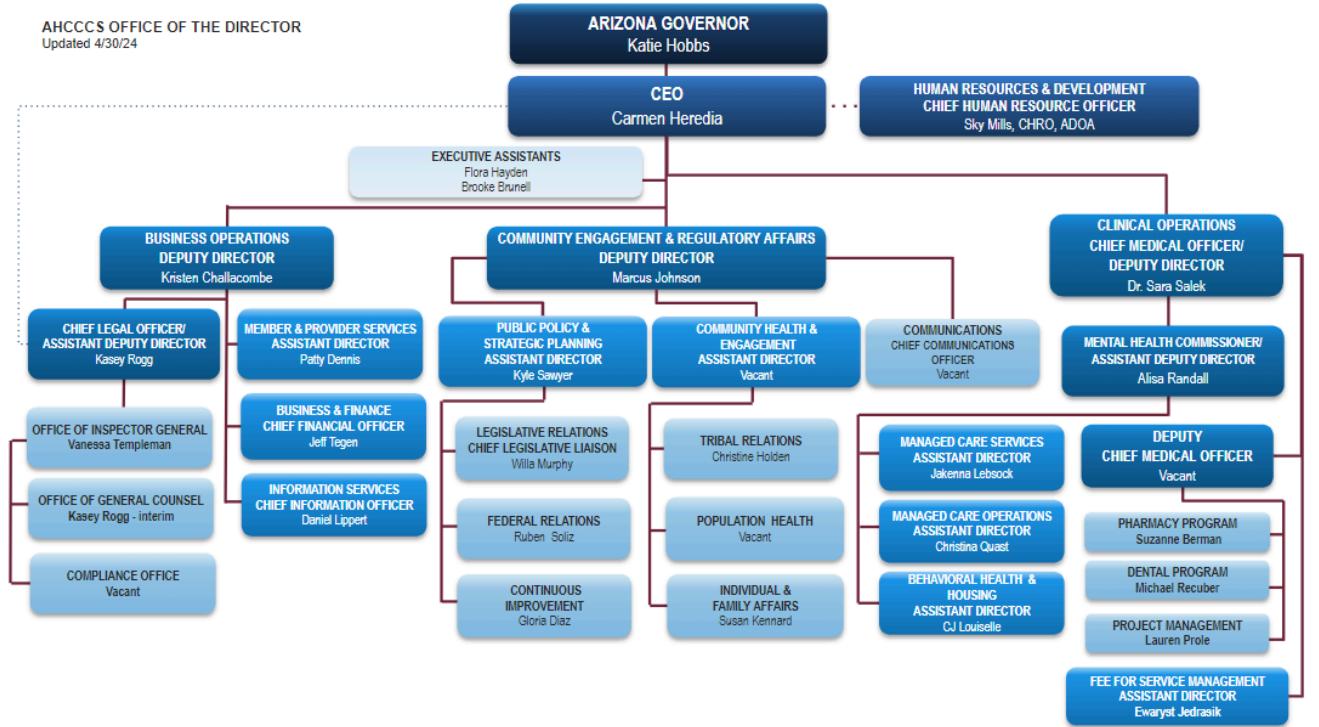 AHCCCS OFFICE OF THE DIRECTOR
Updated 4/30/24
ARIZONA GOVERNOR
Katie Hobbs
CEO
Carmen Heredia
HUMAN RESOURCES & DEVELOPMENT
CHIEF HUMAN RESOURCE OFFICER
Sky Mills, CHRO, ADOA
EXECUTIVE ASSISTANTS
Flora Hayden
Brooke Brunell
BUSINESS OPERATIONS
DEPUTY DIRECTOR
Kristen Challacombe
COMMUNITY ENGAGEMENT & REGULATORY AFFAIRS
DEPUTY DIRECTOR
Marcus Johnson
CLINICAL OPERATIONS
CHIEF MEDICAL OFFICER/
DEPUTY DIRECTOR
Dr. Sara Salek
CHIEF LEGAL OFFICER/
ASSISTANT DEPUTY DIRECTOR
Kasey Rogg
MEMBER & PROVIDER SERVICES
ASSISTANT DIRECTOR
Patty Dennis
PUBLIC POLICY &
STRATEGIC PLANNING
ASSISTANT DIRECTOR
Kyle Sawyer
COMMUNITY HEALTH &
ENGAGEMENT
ASSISTANT DIRECTOR
Vacant
COMMUNICATIONS
CHIEF COMMUNICATIONS
OFFICER
Vacant
MENTAL HEALTH COMMISSIONER/
ASSISTANT DEPUTY DIRECTOR
Alisa Randall
OFFICE OF INSPECTOR GENERAL
Vanessa Templeman
OFFICE OF GENERAL COUNSEL
Kasey Rogg - interim
COMPLIANCE OFFICE
Vacant
BUSINESS & FINANCE
CHIEF FINANCIAL OFFICER
Jeff Tegen
INFORMATION SERVICES
CHIEF INFORMATION OFFICER
Daniel Lippert
LEGISLATIVE RELATIONS
CHIEF LEGISLATIVE LIAISON
Willa Murphy
FEDERAL RELATIONS
Ruben Soliz
CONTINUOUS
IMPROVEMENT
Gloria Diaz
TRIBAL RELATIONS
Christine Holden
POPULATION HEALTH
Vacant
INDIVIDUAL &
FAMILY AFFAIRS
Susan Kennard
MANAGED CARE SERVICES
ASSISTANT DIRECTOR
Jakenna Lebsock
MANAGED CARE OPERATIONS
ASSISTANT DIRECTOR
Christina Quast
BEHAVIORAL HEALTH &
HOUSING
ASSISTANT DIRECTOR
CJ Louiselle
DEPUTY
CHIEF MEDICAL OFFICER
Vacant
PHARMACY PROGRAM
Suzanne Berman
DENTAL PROGRAM
Michael Recuber
PROJECT MANAGEMENT
Lauren Prole
FEE FOR SERVICE MANAGEMENT
ASSISTANT DIRECTOR
Ewaryst Jedrasik